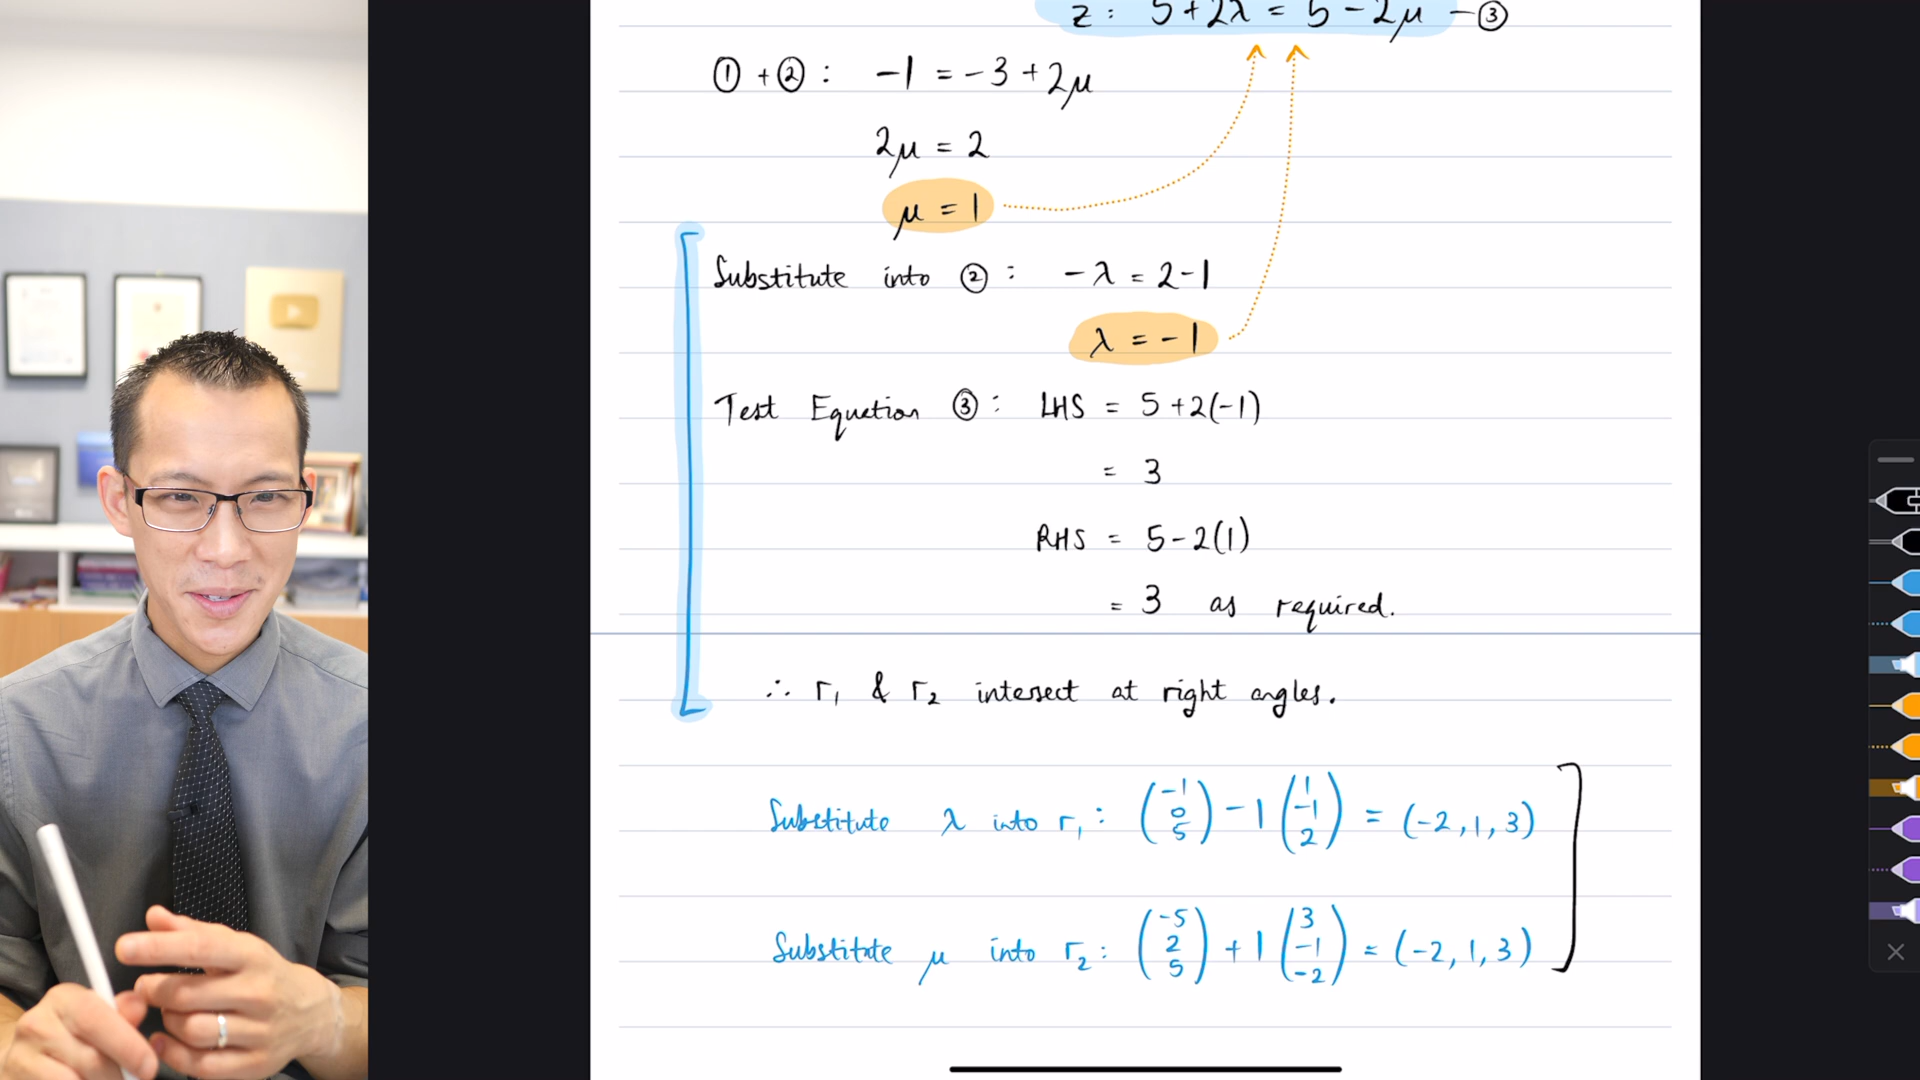 z: 5+2λ = 5-2μ -③
①+②: -1 = -3+2μ
2μ = 2
μ = 1
Substitute into ②: -λ = 2-1
λ = -1
Test Equation ③: LHS = 5+2(-1)
= 3
RHS = 5-2(1)
= 3 as required.
∴ r₁ & r₂ intersect at right angles.
Substitute λ into r₁: (-1 0 5) -1 (1 -1 2) = (-2, 1, 3)
Substitute μ into r₂: (-5 2 5) +1 (3 -1 -2) = (-2, 1, 3)